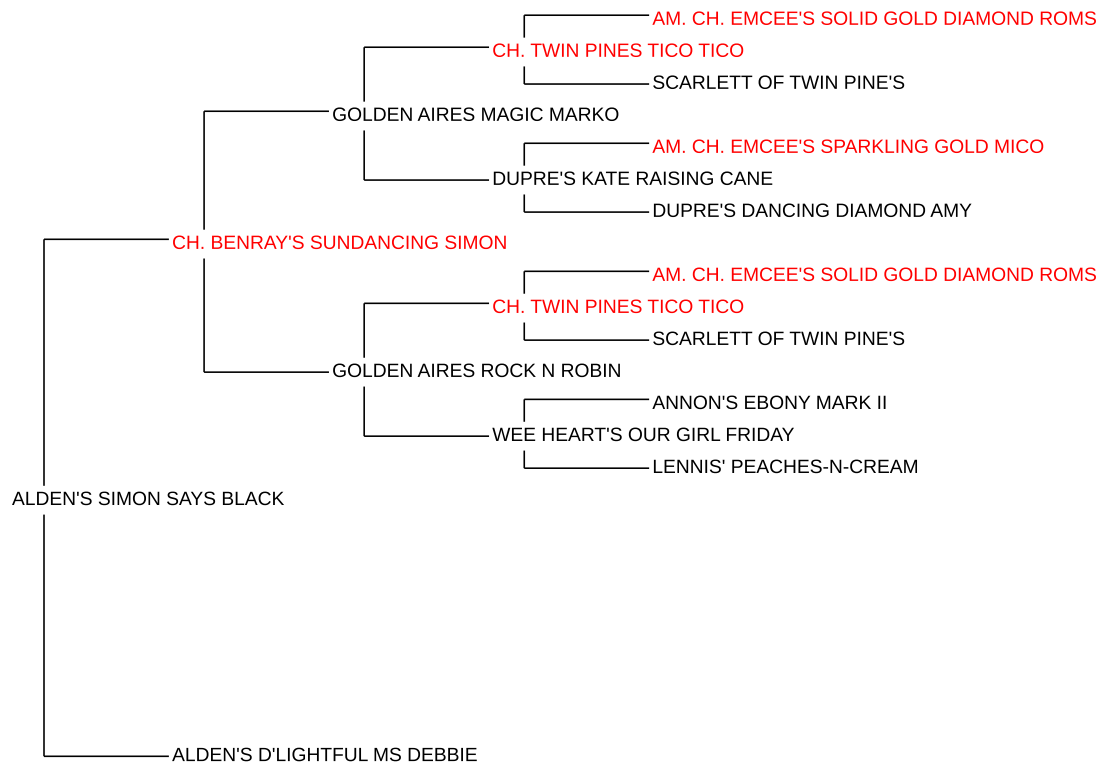 AM. CH. EMCEE'S SOLID GOLD DIAMOND ROMS
CH. TWIN PINES TICO TICO
SCARLETT OF TWIN PINE'S
GOLDEN AIRES MAGIC MARKO
AM. CH. EMCEE'S SPARKLING GOLD MICO
DUPRE'S KATE RAISING CANE
DUPRE'S DANCING DIAMOND AMY
CH. BENRAY'S SUNDANCING SIMON
AM. CH. EMCEE'S SOLID GOLD DIAMOND ROMS
CH. TWIN PINES TICO TICO
SCARLETT OF TWIN PINE'S
GOLDEN AIRES ROCK N ROBIN
ANNON'S EBONY MARK II
WEE HEART'S OUR GIRL FRIDAY
LENNIS' PEACHES-N-CREAM
ALDEN'S SIMON SAYS BLACK
ALDEN'S D'LIGHTFUL MS DEBBIE